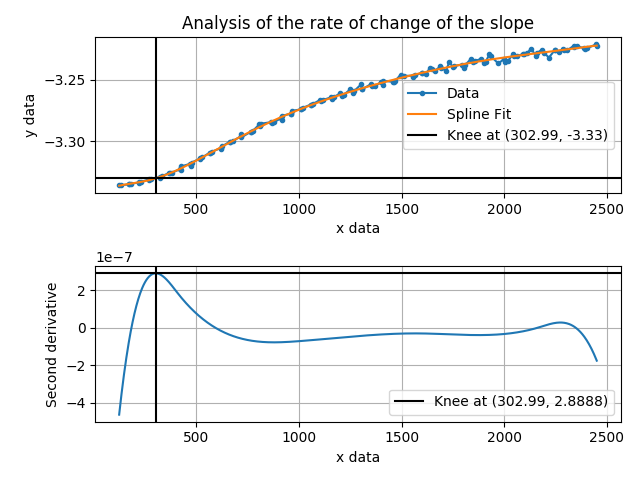 Analysis of the rate of change of the slope
y data
−3.25
−3.30
Data
Spline Fit
Knee at (302.99, -3.33)
500
1000
1500
2000
2500
x data
1e−7
Second derivative
2
0
−2
−4
Knee at (302.99, 2.8888)
500
1000
1500
2000
2500
x data